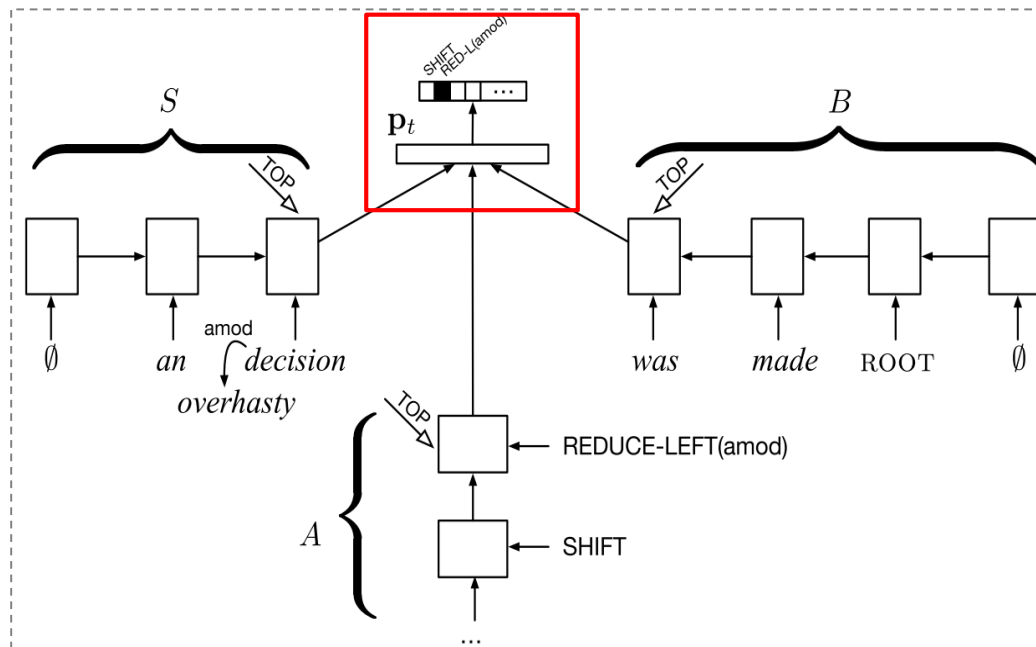 SHIFT
RED-L(amod)
...
p_t
S
B
TOP
TOP
∅
an
amod
decision
overhasty
was
made
ROOT
∅
TOP
REDUCE-LEFT(amod)
A
SHIFT
...